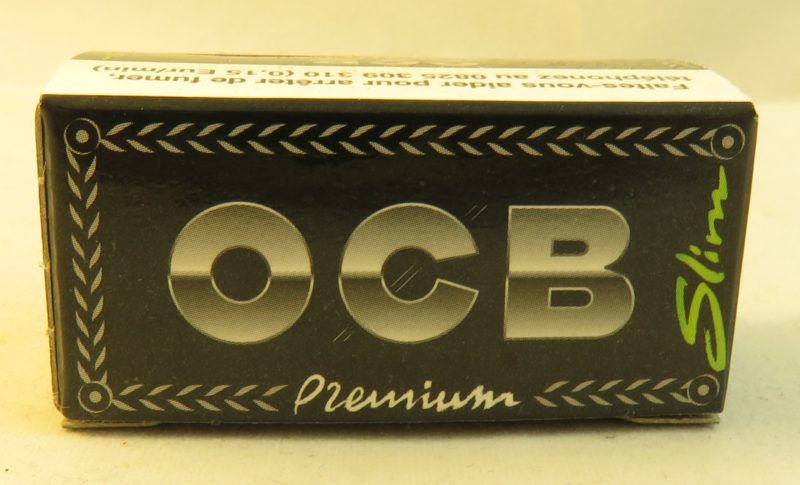 Faites-vous aider pour arrêter de fumer,
téléphonez au 0825 309 310 (0,15 Eur/min)
OCB
Premium
Slim